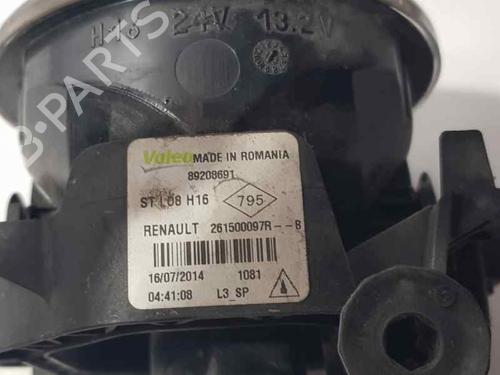 H16 24W 13.2V
Valeo MADE IN ROMANIA
89208691
ST L08 H16 795
RENAULT 261500097R--B
16/07/2014 1081
04:41:08 L3_SP
B-PARTS